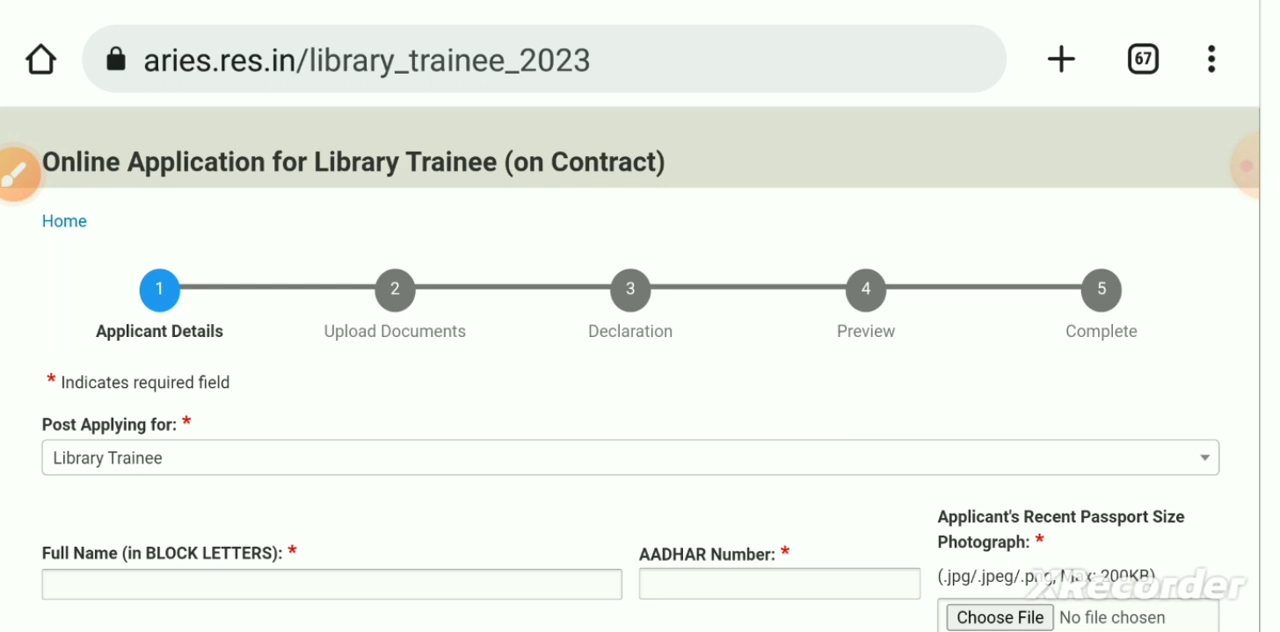 aries.res.in/library_trainee_2023
67
Online Application for Library Trainee (on Contract)
Home
1 2 3 4 5
Applicant Details Upload Documents Declaration Preview Complete
* Indicates required field
Post Applying for: *
Library Trainee
Full Name (in BLOCK LETTERS): *
AADHAR Number: *
Applicant's Recent Passport Size
Photograph: *
(.jpg/.jpeg/.png, Max: 200KB)
Choose File No file chosen
XRecorder